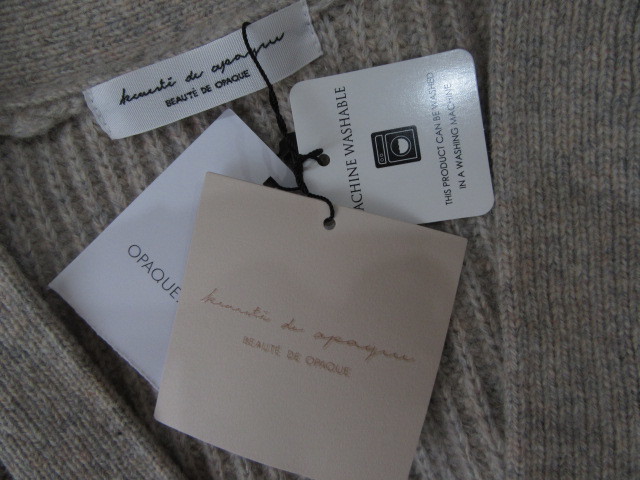 beauté de opaque
BEAUTÉ DE OPAQUE
ACHINE WASHABLE
THIS PRODUCT CAN BE WASHED
IN A WASHING MACHINE.
OPAQUE.
beauté de opaque
BEAUTÉ DE OPAQUE